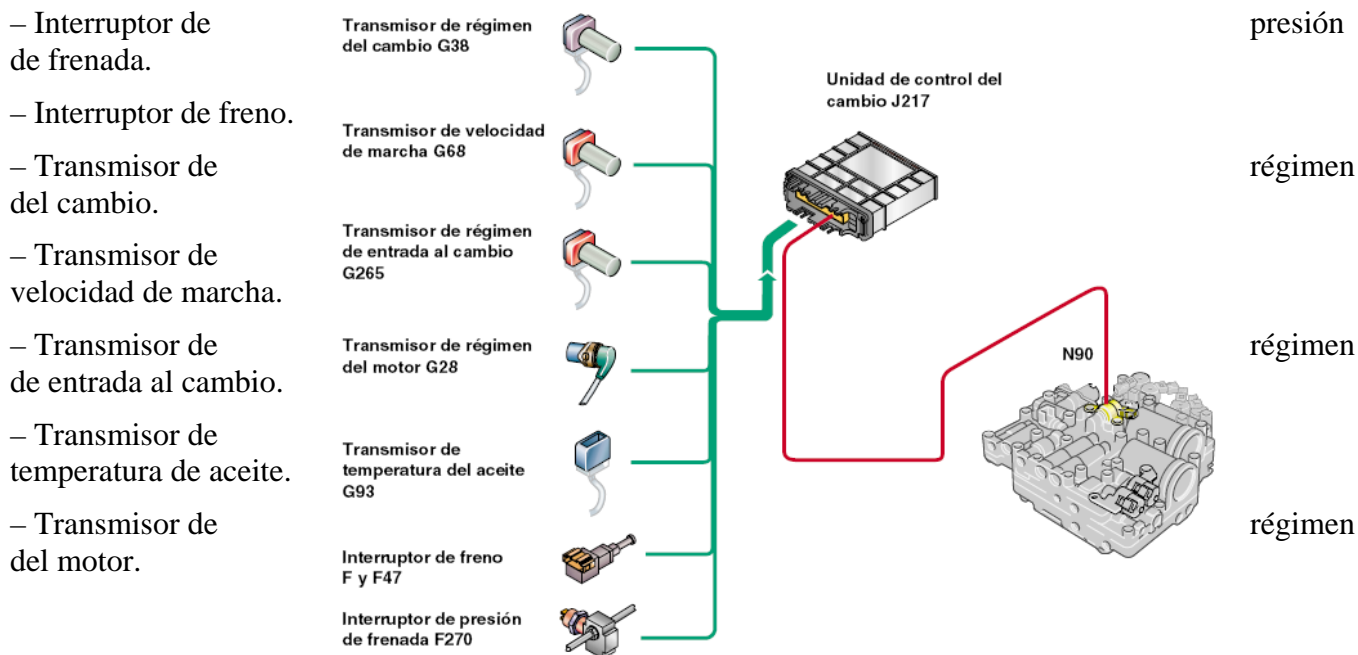 – Interruptor de presión
de frenada.
– Interruptor de freno.
– Transmisor de régimen
del cambio.
– Transmisor de
velocidad de marcha.
– Transmisor de régimen
de entrada al cambio.
– Transmisor de
temperatura de aceite.
– Transmisor de régimen
del motor.
Transmisor de régimen
del cambio G38
Transmisor de velocidad
de marcha G68
Transmisor de régimen
de entrada al cambio
G265
Transmisor de régimen
del motor G28
Transmisor de
temperatura del aceite
G93
Interruptor de freno
F y F47
Interruptor de presión
de frenada F270
Unidad de control del
cambio J217
N90